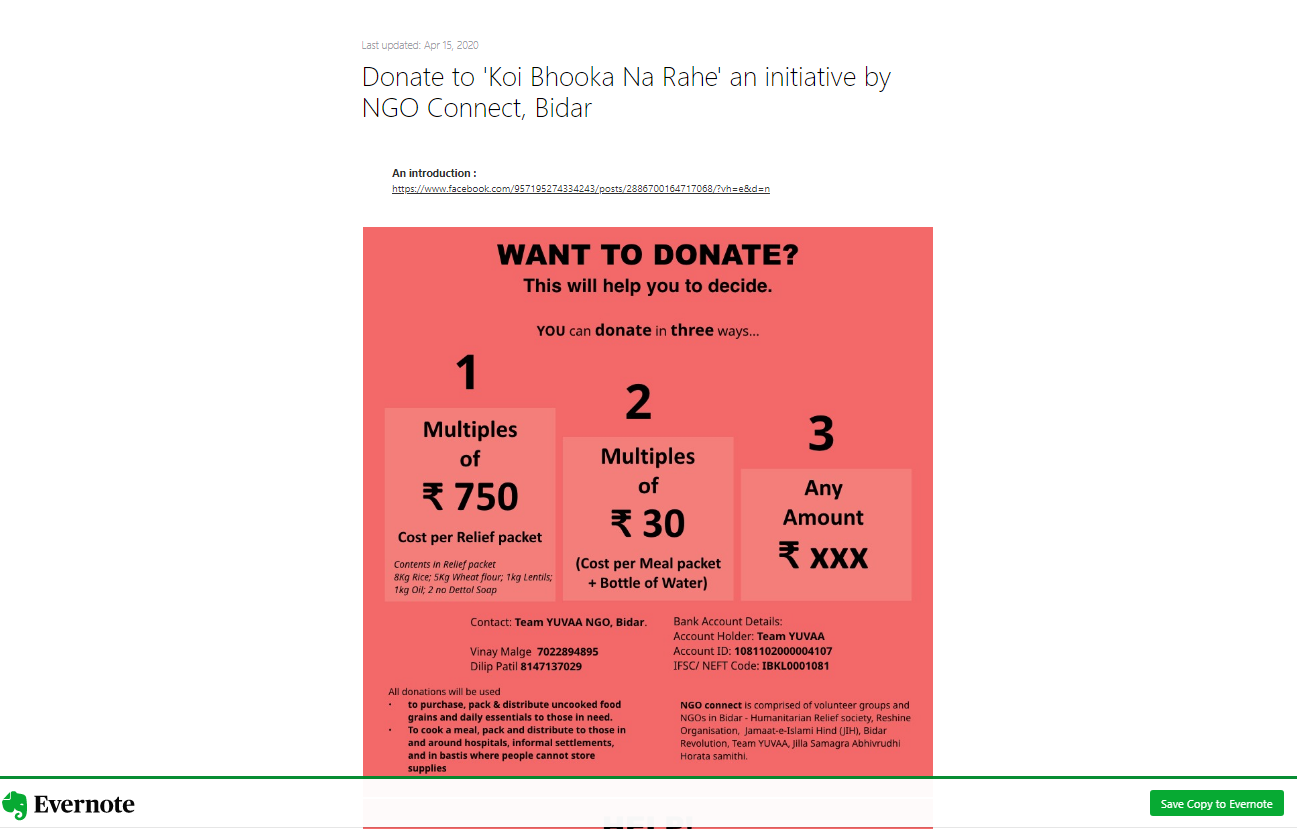 Last updated: Apr 15, 2020
Donate to 'Koi Bhooka Na Rahe' an initiative by
NGO Connect, Bidar
An introduction :
https://www.facebook.com/957195274334243/posts/2886700164717068/?vh=e&d=n
WANT TO DONATE?
This will help you to decide.
YOU can donate in three ways...
1
Multiples
of
₹ 750
Cost per Relief packet
Contents in Relief packet
8Kg Rice; 5Kg Wheat flour; 1kg Lentils;
1kg Oil; 2 no Dettol Soap
2
Multiples
of
₹ 30
(Cost per Meal packet
+ Bottle of Water)
3
Any
Amount
₹ xxx
Contact: Team YUVAA NGO, Bidar.
Vinay Malge 7022894895
Dilip Patil 8147137029
Bank Account Details:
Account Holder: Team YUVAA
Account ID: 1081102000004107
IFSC/ NEFT Code: IBKL0001081
All donations will be used
• to purchase, pack & distribute uncooked food
grains and daily essentials to those in need.
• To cook a meal, pack and distribute to those in
and around hospitals, informal settlements,
and in bastis where people cannot store
supplies
NGO connect is comprised of volunteer groups and
NGOs in Bidar - Humanitarian Relief society, Reshine
Organisation, Jamaat-e-Islami Hind (JIH), Bidar
Revolution, Team YUVAA, Jilla Samagra Abhivrudhi
Horata samithi.
Evernote
Save Copy to Evernote